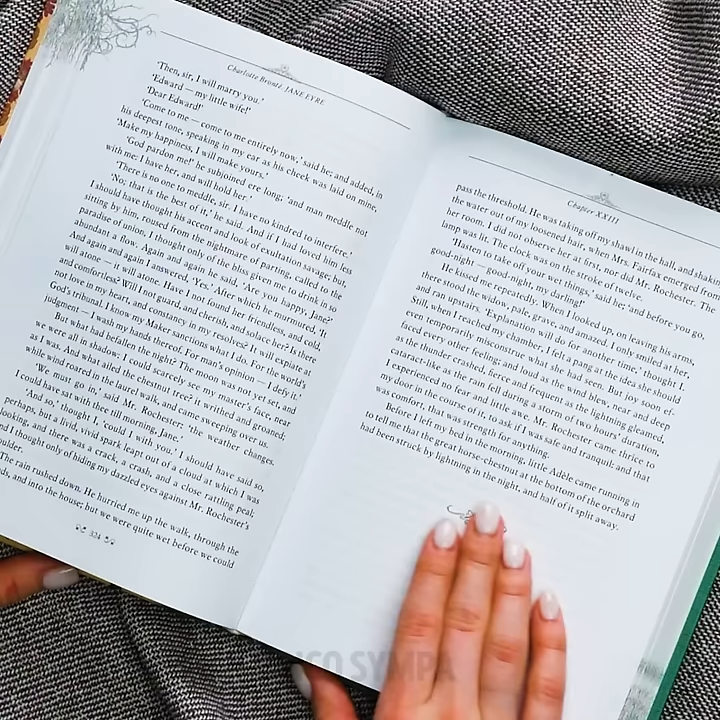 Charlotte Brontë JANE EYRE
'Then, sir, I will marry you.'
'Edward — my little wife!'
'Dear Edward!'
'Come to me — come to me entirely now,' said he; and added, in
his deepest tone, speaking in my ear as his cheek was laid on mine,
'Make my happiness, I will make yours.'
'God pardon me!' he subjoined ere long; 'and man meddle not
with me: I have her, and will hold her.'
'There is no one to meddle, sir. I have no kindred to interfere.'
'No; that is the best of it,' he said. And if I had loved him less
I should have thought his accent and look of exultation savage; but,
sitting by him, roused from the nightmare of parting, called to the
paradise of union, I thought only of the bliss given me to drink in so
abundant a flow. Again and again he said, 'Are you happy, Jane?'
And again and again I answered, 'Yes.' After which he murmured, 'It
will atone — it will atone. Have I not found her friendless, and cold,
and comfortless? Will I not guard, and cherish, and solace her? Is there
not love in my heart, and constancy in my resolves? It will expiate at
God's tribunal. I know my Maker sanctions what I do. For the world's
judgment — I wash my hands thereof. For man's opinion — I defy it.'
But what had befallen the night? The moon was not yet set, and
we were all in shadow: I could scarcely see my master's face, near
as I was. And what ailed the chestnut tree? it writhed and groaned;
while wind roared in the laurel walk, and came sweeping over us.
'We must go in,' said Mr. Rochester: 'the weather changes.
I could have sat with thee till morning, Jane.'
'And so,' thought I, 'could I with you.' I should have said so,
perhaps, but a livid, vivid spark leapt out of a cloud at which I was
looking, and there was a crack, a crash, and a close rattling peal;
and I thought only of hiding my dazzled eyes against Mr. Rochester's
oulder.
The rain rushed down. He hurried me up the walk, through the
ds, and into the house; but we were quite wet before we could
324
Chapter XXIII
pass the threshold. He was taking off my shawl in the hall, and shaking
the water out of my loosened hair, when Mrs. Fairfax emerged from
her room. I did not observe her at first, nor did Mr. Rochester. The
lamp was lit. The clock was on the stroke of twelve.
'Hasten to take off your wet things,' said he; 'and before you go,
good-night — good-night, my darling!'
He kissed me repeatedly. When I looked up, on leaving his arms,
there stood the widow, pale, grave, and amazed. I only smiled at her,
and ran upstairs. 'Explanation will do for another time,' thought I.
Still, when I reached my chamber, I felt a pang at the idea she should
even temporarily misconstrue what she had seen. But joy soon ef-
faced every other feeling; and loud as the wind blew, near and deep
as the thunder crashed, fierce and frequent as the lightning gleamed,
cataract-like as the rain fell during a storm of two hours' duration,
I experienced no fear and little awe. Mr. Rochester came thrice to
my door in the course of it, to ask if I was safe and tranquil: and that
was comfort, that was strength for anything.
Before I left my bed in the morning, little Adèle came running in
to tell me that the great horse-chestnut at the bottom of the orchard
had been struck by lightning in the night, and half of it split away.
SYMPA